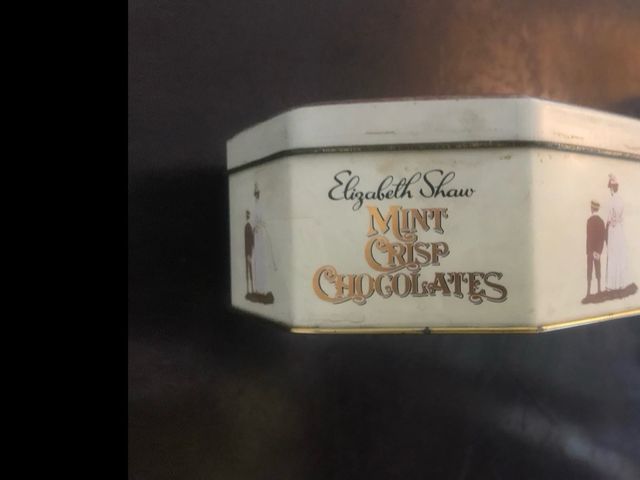 Elizabeth Shaw
MINT
CRISP
CHOCOLATES